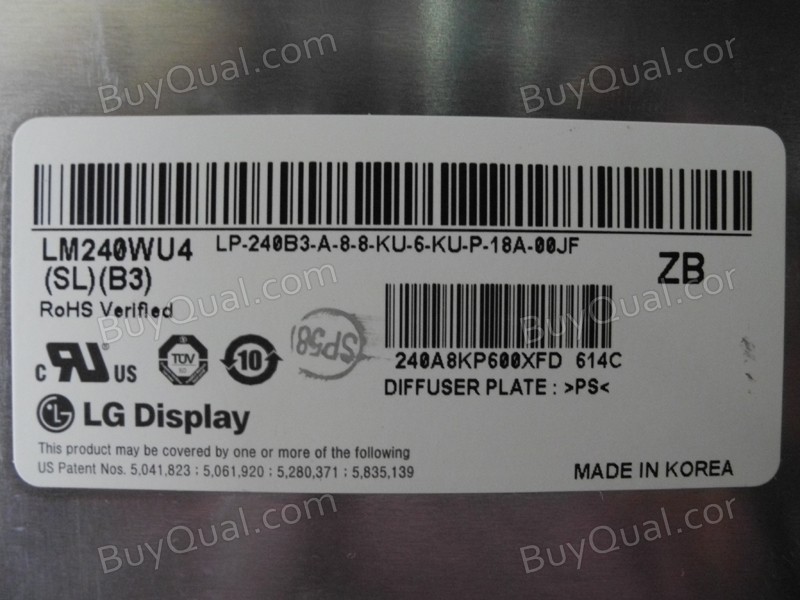 BuyQual.com BuyQual.cor
LM240WU4 LP-240B3-A-8-8-KU-6-KU-P-18A-00JF
(SL)(B3) ZB
RoHS Verified
BuyQual.com BuyQual.cor
SP58
240A8KP600XFD 614C
c RU US TÜV 10
DIFFUSER PLATE : >PS<
LG Display
This product may be covered by one or more of the following
US Patent Nos. 5,041,823 : 5,061,920 : 5,280,371 : 5,835,139
MADE IN KOREA
BuyQual.com BuyQual.cor